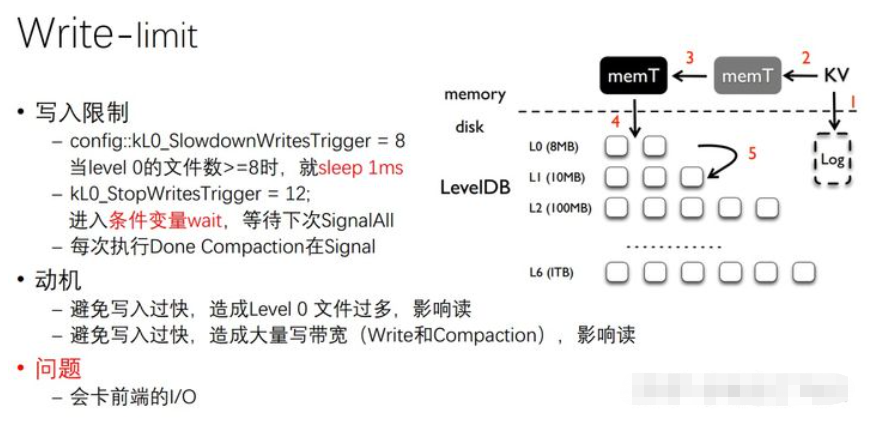 Write-limit
• 写入限制
– config::kL0_SlowdownWritesTrigger = 8
当level 0的文件数>=8时，就sleep 1ms
– kL0_StopWritesTrigger = 12;
进入条件变量wait，等待下次SignalAll
– 每次执行Done Compaction在Signal
• 动机
– 避免写入过快，造成Level 0 文件过多，影响读
– 避免写入过快，造成大量写带宽（Write和Compaction），影响读
• 问题
– 会卡前端的I/O
memT
3
memT
2
KV
memory
1
disk
4
L0 (8MB)
5
Log
LevelDB
L1 (10MB)
L2 (100MB)
L6 (1TB)